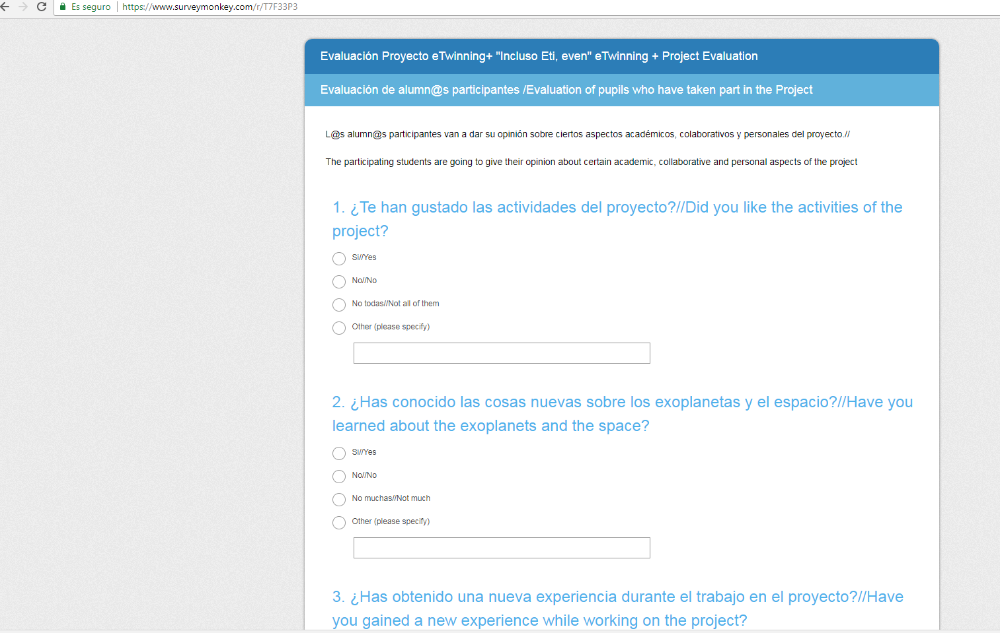 Es seguro https://www.surveymonkey.com/r/T7F33P3
Evaluación Proyecto eTwinning+ "Incluso Eti, even" eTwinning + Project Evaluation
Evaluación de alumn@s participantes /Evaluation of pupils who have taken part in the Project
L@s alumn@s participantes van a dar su opinión sobre ciertos aspectos académicos, colaborativos y personales del proyecto.//
The participating students are going to give their opinion about certain academic, collaborative and personal aspects of the project
1. ¿Te han gustado las actividades del proyecto?//Did you like the activities of the
project?
Si//Yes
No//No
No todas//Not all of them
Other (please specify)
2. ¿Has conocido las cosas nuevas sobre los exoplanetas y el espacio?//Have you
learned about the exoplanets and the space?
Si//Yes
No//No
No muchas//Not much
Other (please specify)
3. ¿Has obtenido una nueva experiencia durante el trabajo en el proyecto?//Have
you gained a new experience while working on the project?